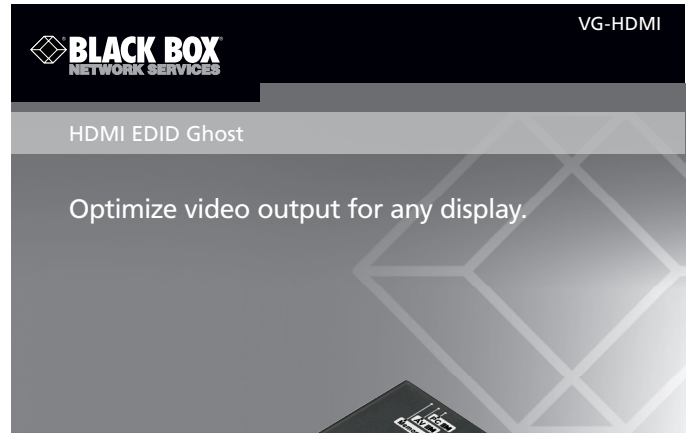 VG-HDMI
BLACK BOX
NETWORK SERVICES
HDMI EDID Ghost
Optimize video output for any display.